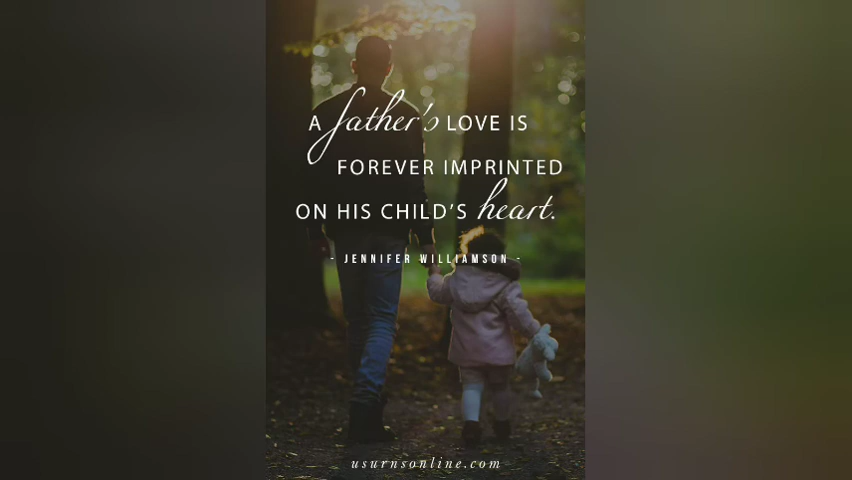 A father's LOVE IS
FOREVER IMPRINTED
ON HIS CHILD'S heart.
- JENNIFER WILLIAMSON -
usurnsonline.com